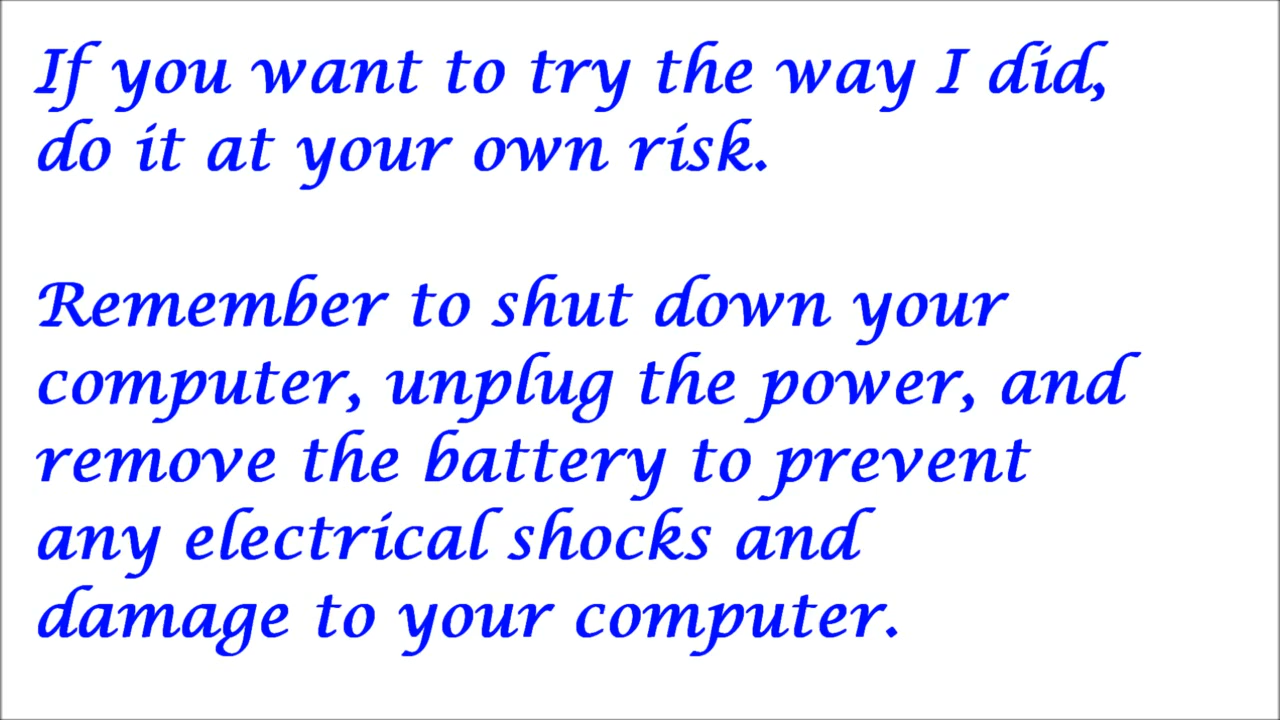 If you want to try the way I did,
do it at your own risk.
Remember to shut down your
computer, unplug the power, and
remove the battery to prevent
any electrical shocks and
damage to your computer.